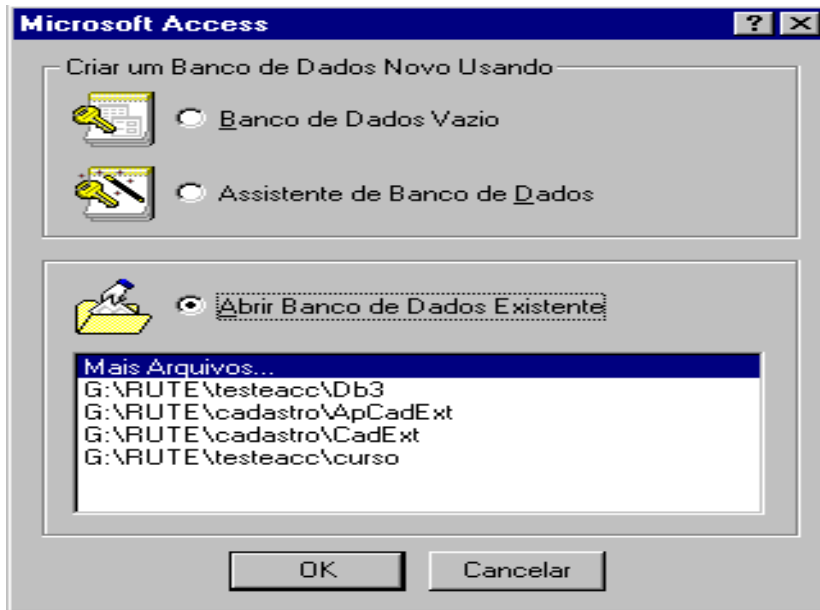 Microsoft Access
Criar um Banco de Dados Novo Usando
Banco de Dados Vazio
Assistente de Banco de Dados
Abrir Banco de Dados Existente
Mais Arquivos...
G:\RUTE\testeacc\Db3
G:\RUTE\cadastro\ApCadExt
G:\RUTE\cadastro\CadExt
G:\RUTE\testeacc\curso
OK Cancelar